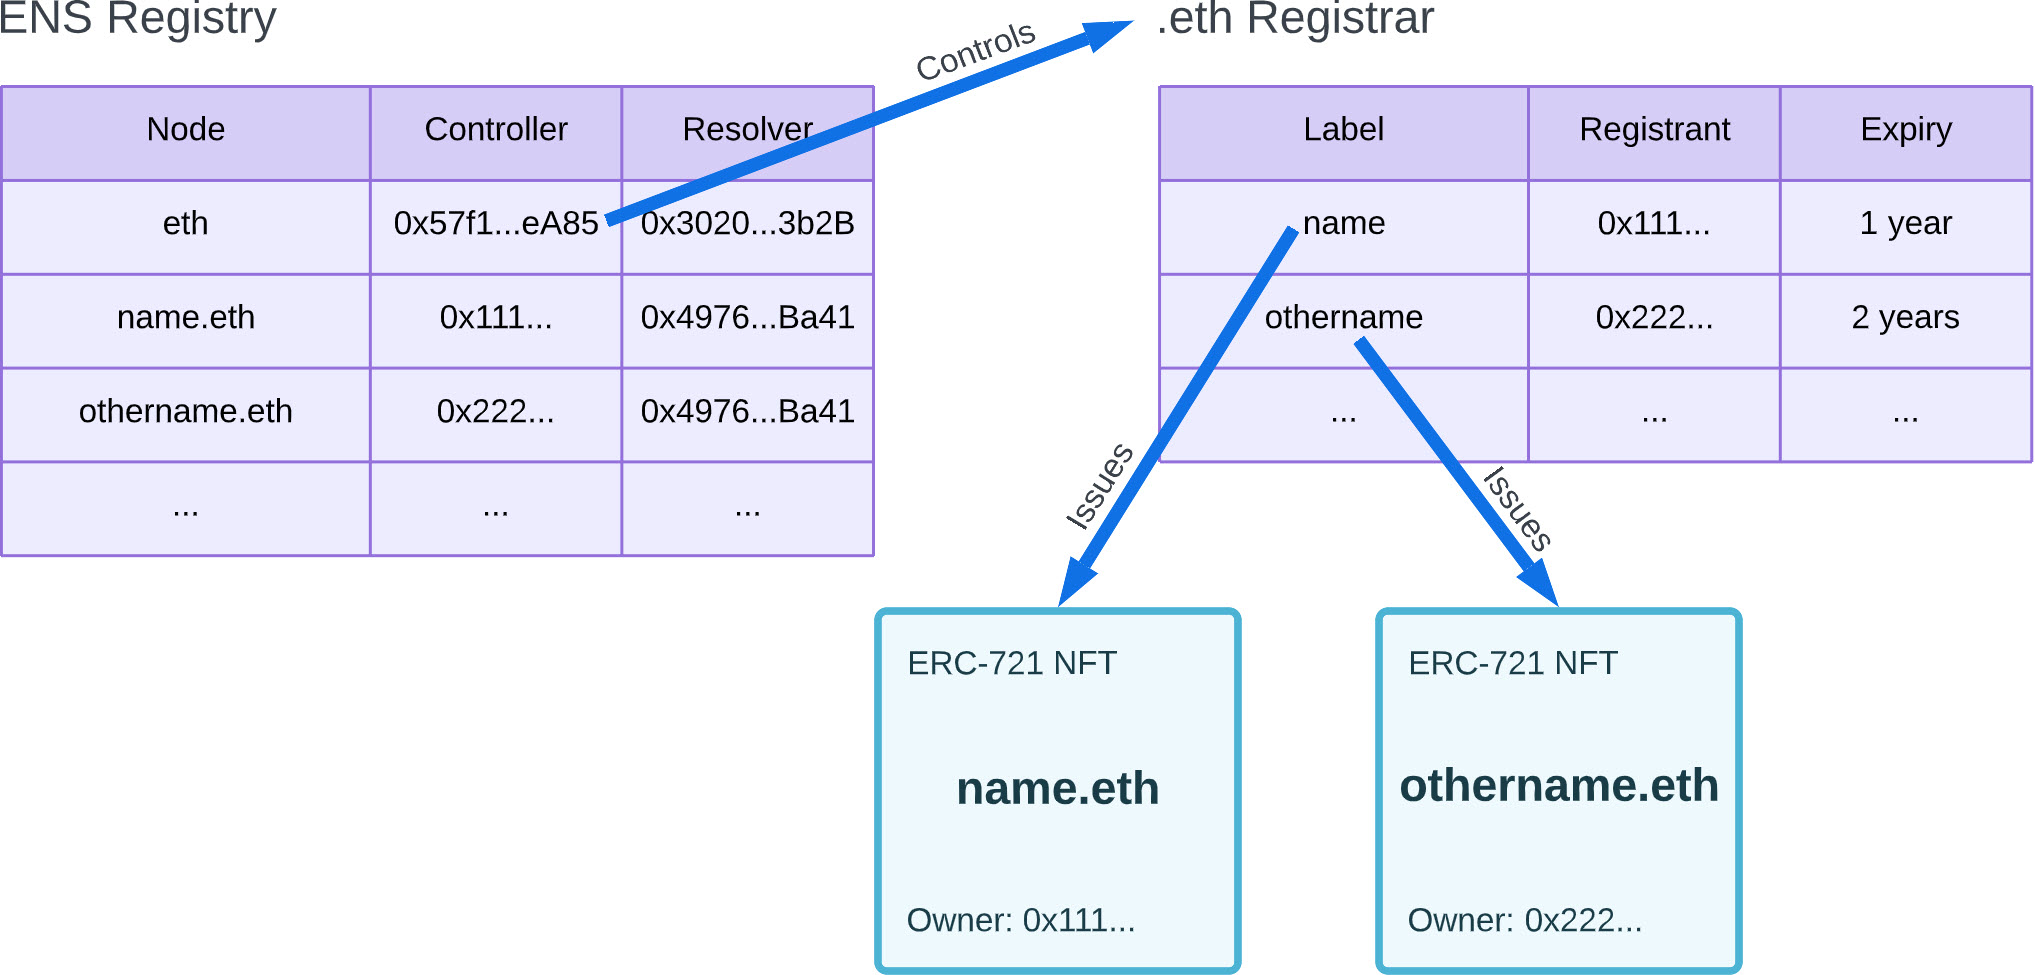 ENS Registry
Controls
.eth Registrar
Node Controller Resolver
eth 0x57f1...eA85 0x3020...3b2B
name.eth 0x111... 0x4976...Ba41
othername.eth 0x222... 0x4976...Ba41
... ... ...
Label Registrant Expiry
name 0x111... 1 year
othername 0x222... 2 years
... ... ...
Issues
Issues
ERC-721 NFT
name.eth
Owner: 0x111...
ERC-721 NFT
othername.eth
Owner: 0x222...